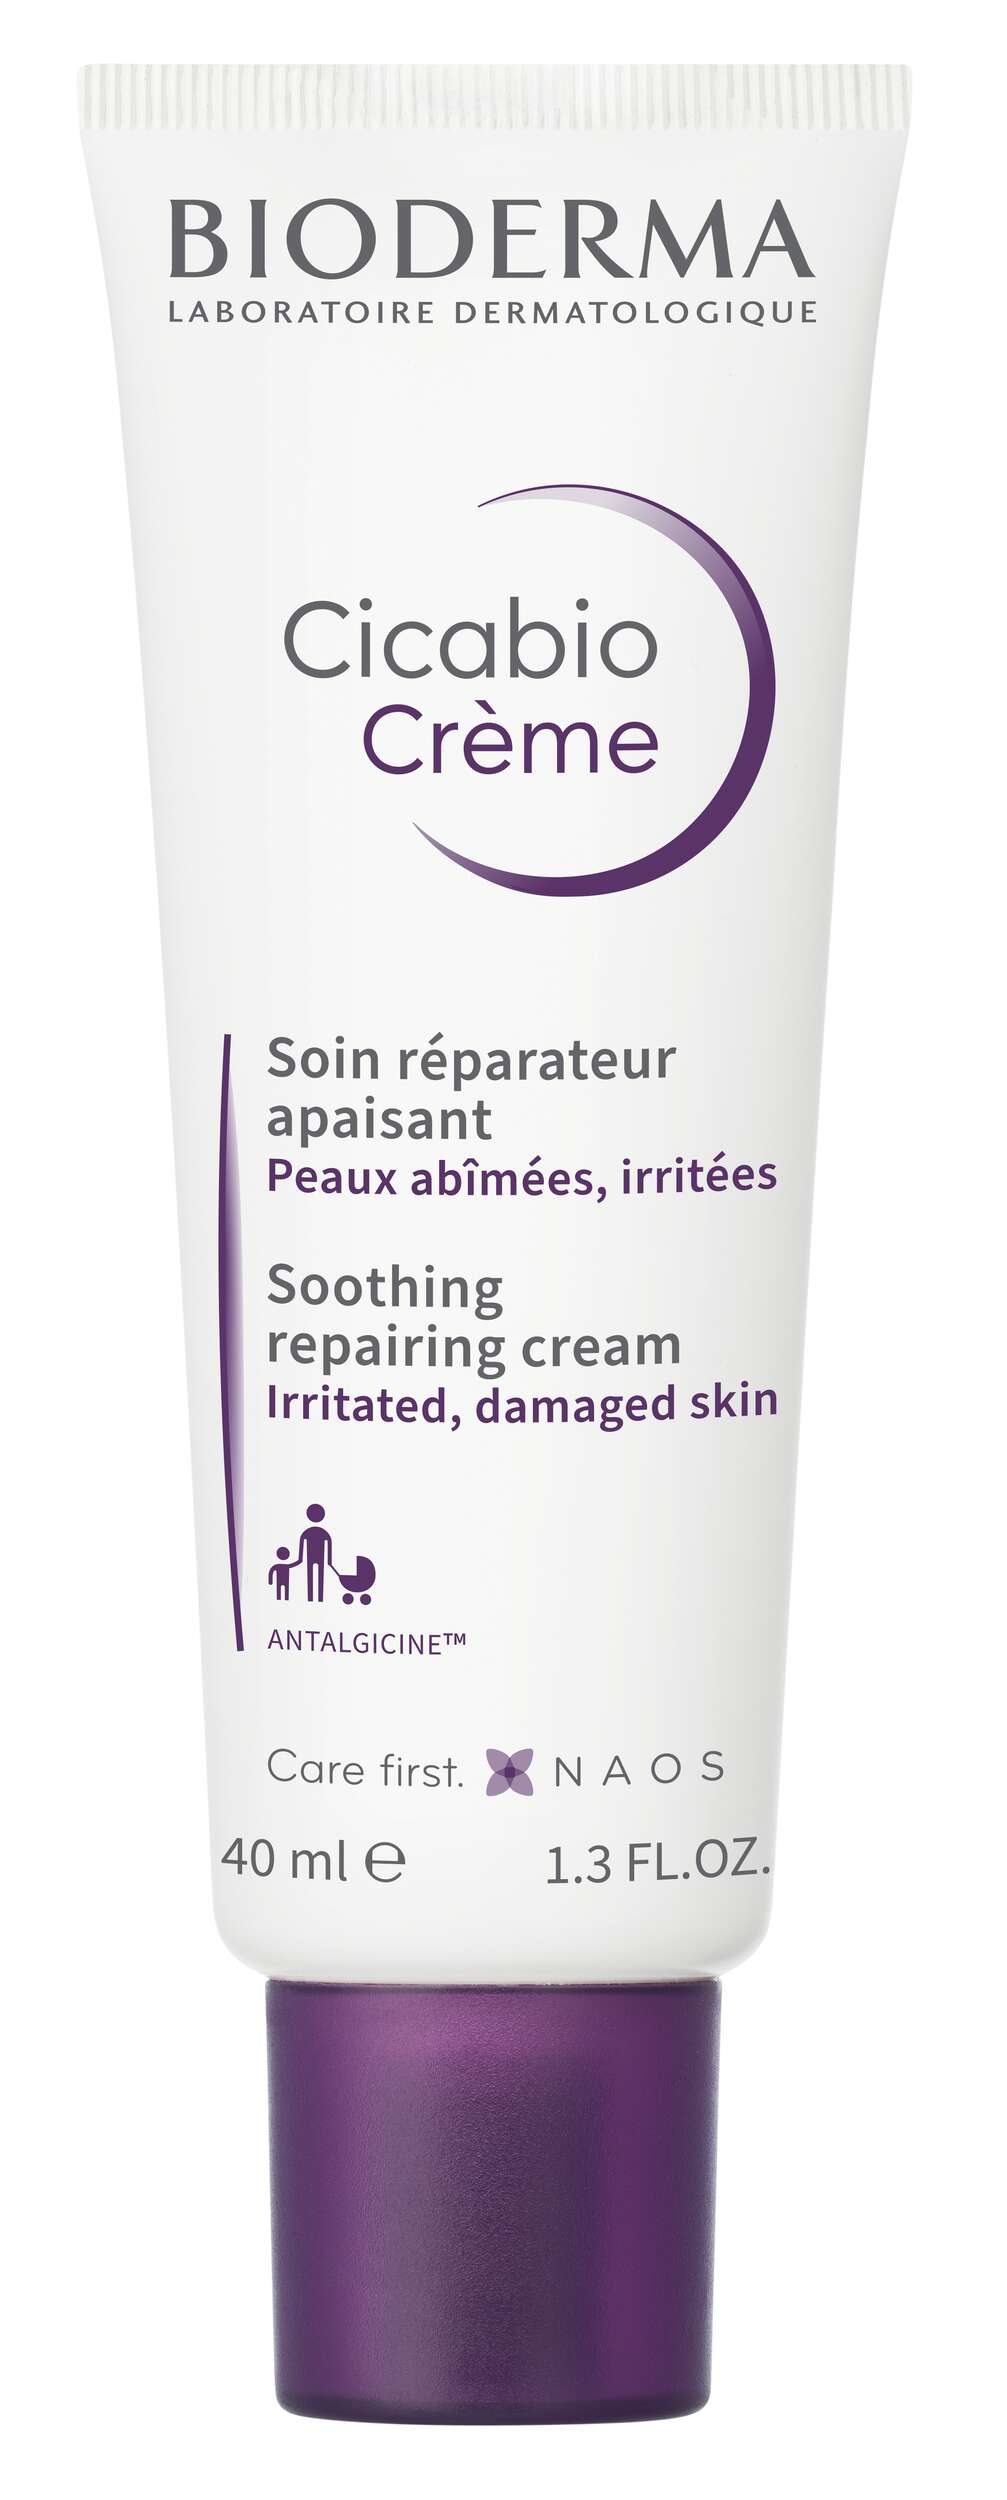 BIODERMA
LABORATOIRE DERMATOLOGIQUE
Cicabio
Crème
Soin réparateur
apaisant
Peaux abîmées, irritées
Soothing
repairing cream
Irritated, damaged skin
ANTALGICINE™
Care first. NAOS
40 ml ℮ 1.3 FL.OZ.